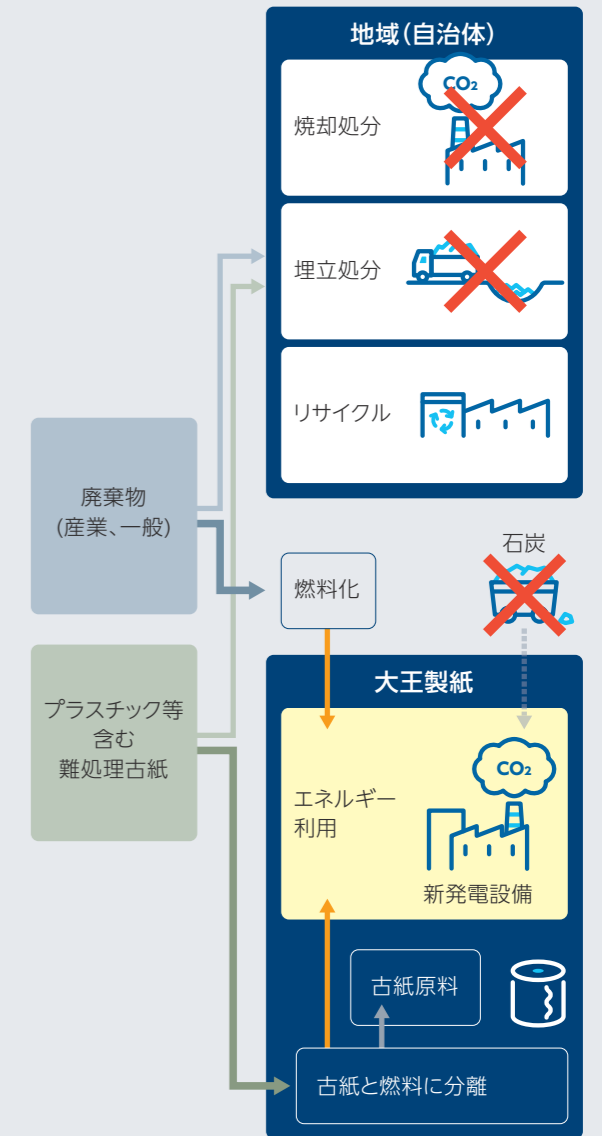 地域(自治体)
CO₂
焼却処分
埋立処分
リサイクル
廃棄物
(産業、一般)
石炭
燃料化
大王製紙
プラスチック等
含む
難処理古紙
CO₂
エネルギー
利用
新発電設備
古紙原料
古紙と燃料に分離